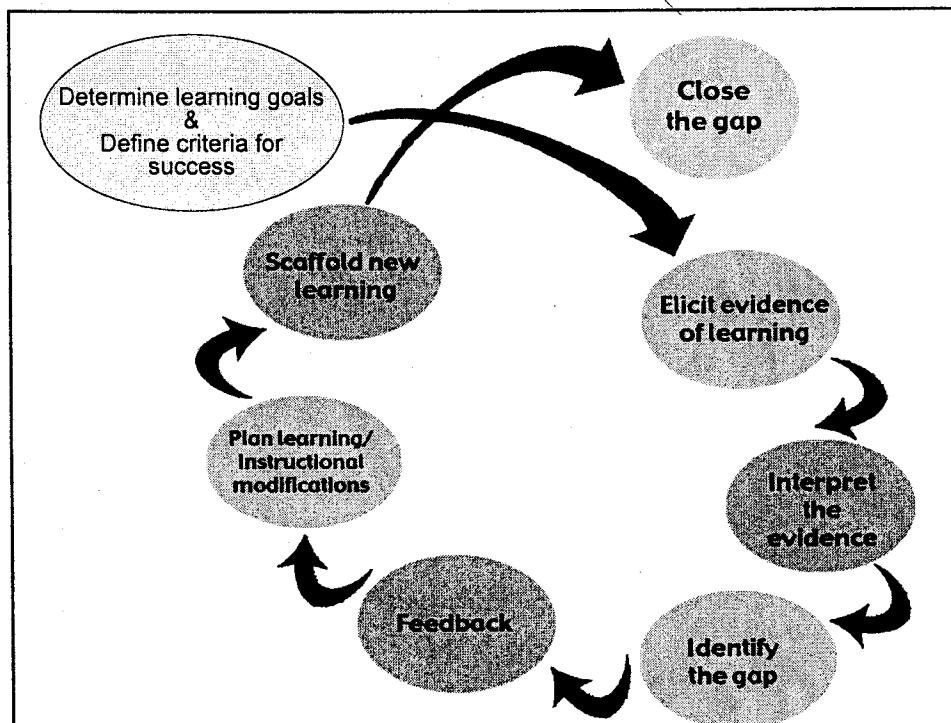 Determine learning goals
&
Define criteria for
success
Close
the gap
Scaffold new
learning
Elicit evidence
of learning
Plan learning/
Instructional
modifications
Interpret
the
evidence
Feedback
Identify
the gap